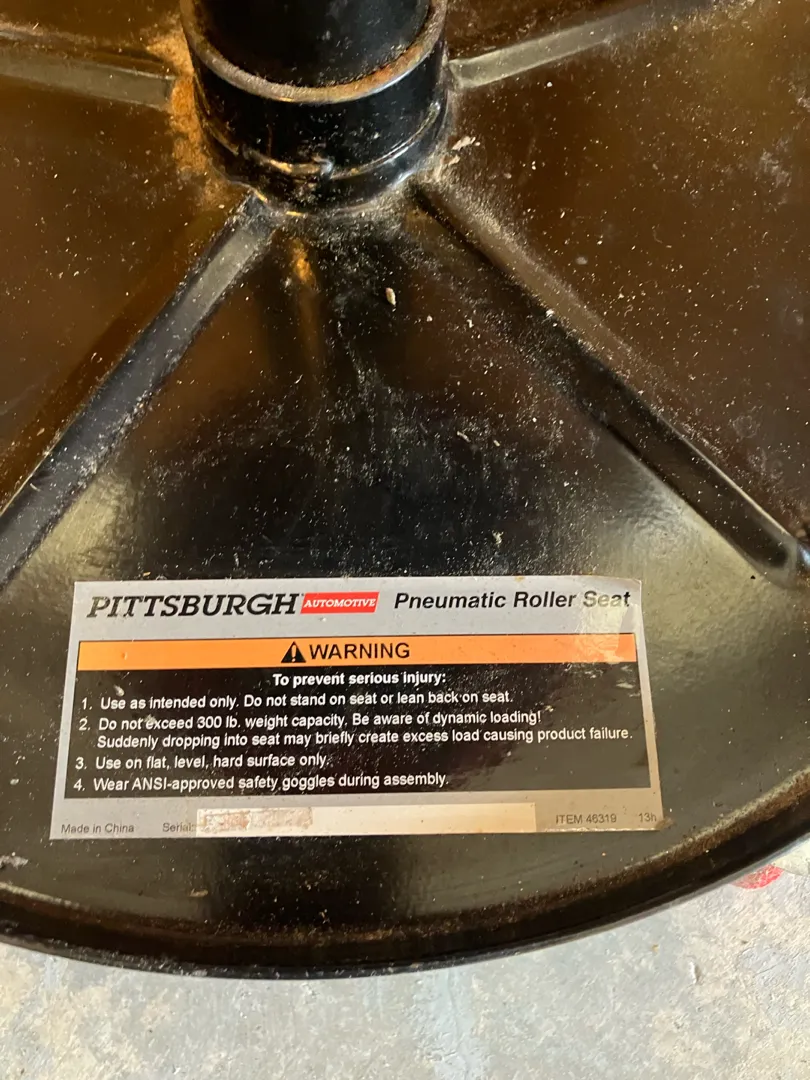 PITTSBURGH AUTOMOTIVE Pneumatic Roller Seat
WARNING
To prevent serious injury:
1. Use as intended only. Do not stand on seat or lean back on seat.
2. Do not exceed 300 lb. weight capacity. Be aware of dynamic loading!
Suddenly dropping into seat may briefly create excess load causing product failure.
3. Use on flat, level, hard surface only.
4. Wear ANSI-approved safety goggles during assembly.
Made in China Serial: ITEM 46319 13h